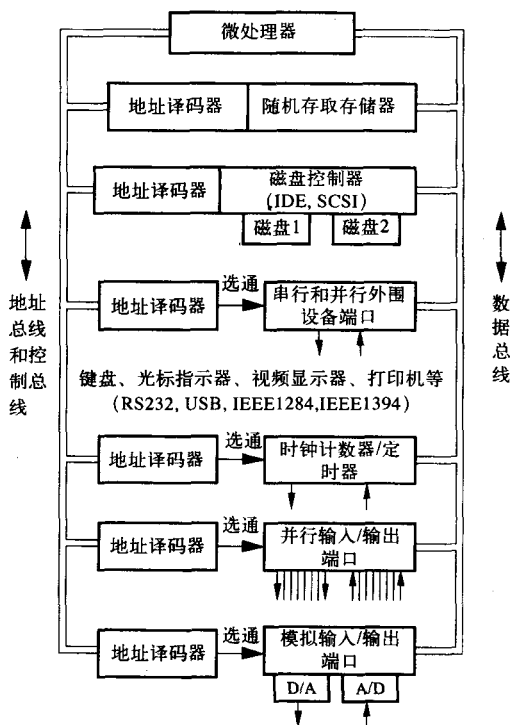 微处理器
地址译码器
随机存取存储器
地址译码器
磁盘控制器
(IDE, SCSI)
磁盘1
磁盘2
地址
总线
和控
制总
线
数
据
总
线
地址译码器
选通
串行和并行外围
设备端口
键盘、光标指示器、视频显示器、打印机等
(RS232, USB, IEEE1284,IEEE1394)
地址译码器
选通
时钟计数器/定
时器
地址译码器
选通
并行输入/输出
端口
地址译码器
选通
模拟输入/输出
端口
D/A
A/D